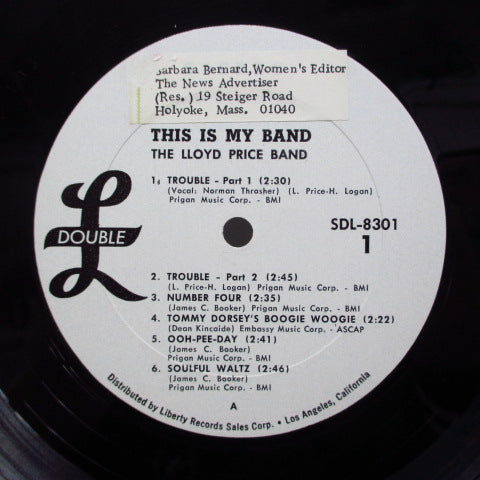 Barbara Bernard, Women's Editor
The News Advertiser
(Res.) 19 Steiger Road
Holyoke, Mass. 01040
THIS IS MY BAND
THE LLOYD PRICE BAND
1. TROUBLE - Part 1 (2:30)
(Vocal: Norman Thrasher) (L. Price-H. Logan)
Prigan Music Corp. - BMI
L
DOUBLE
SDL-8301
1
2. TROUBLE - Part 2 (2:45)
(L. Price-H. Logan) Prigan Music Corp. - BMI
3. NUMBER FOUR (2:35)
(James C. Booker) Prigan Music Corp. - BMI
4. TOMMY DORSEY'S BOOGIE WOOGIE (2:22)
(Dean Kincaide) Embassy Music Corp. - ASCAP
5. OOH-PEE-DAY (2:41)
(James C. Booker)
Prigan Music Corp. - BMI
6. SOULFUL WALTZ (2:46)
(James C. Booker)
Prigan Music Corp. - BMI
A
Distributed by Liberty Records Sales Corp. • Los Angeles, California